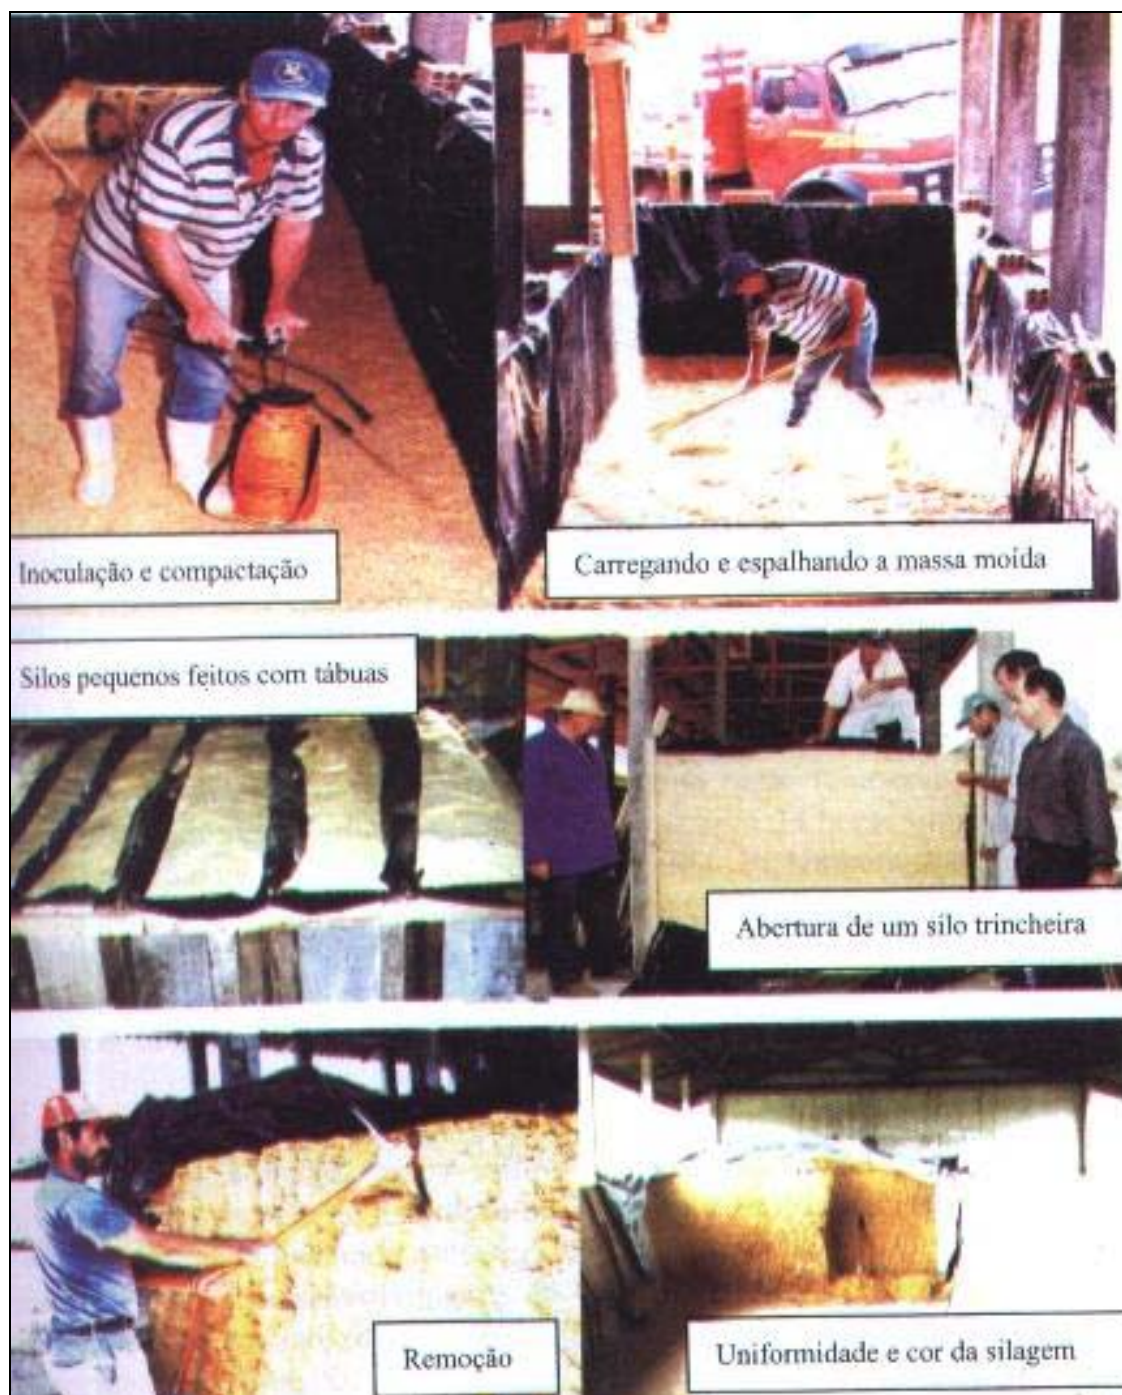 Inoculação e compactação
Carregando e espalhando a massa moída
Silos pequenos feitos com tábuas
Abertura de um silo trincheira
Remoção
Uniformidade e cor da silagem